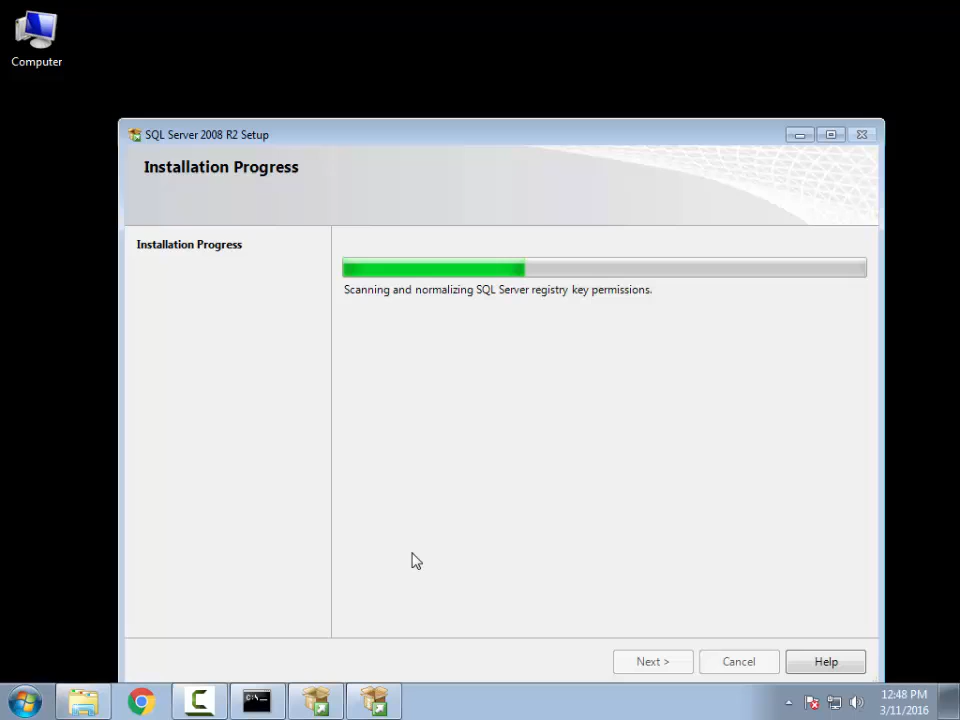 Computer
SQL Server 2008 R2 Setup
Installation Progress
Installation Progress
Scanning and normalizing SQL Server registry key permissions.
Next >
Cancel
Help
12:48 PM
3/11/2016